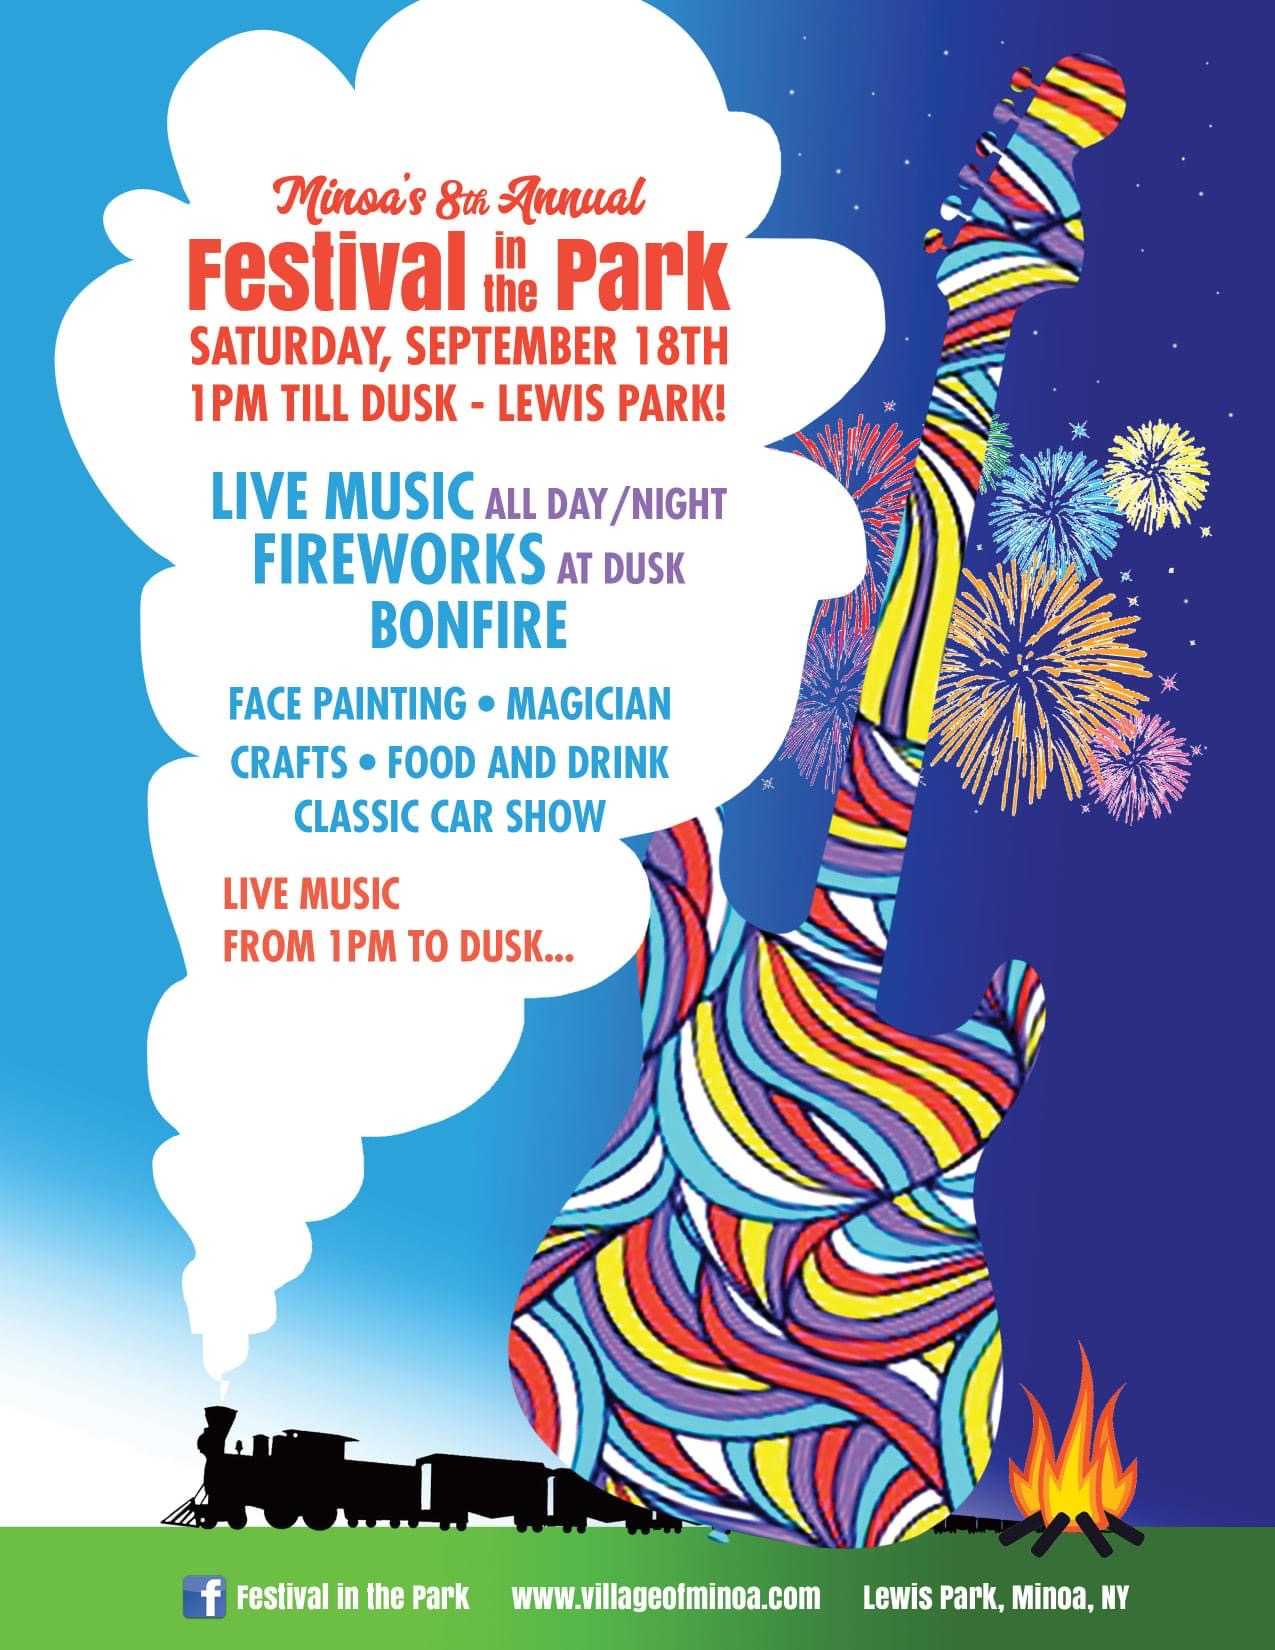 Minoa's 8th Annual
Festival in the Park
SATURDAY, SEPTEMBER 18TH
1PM TILL DUSK - LEWIS PARK!
LIVE MUSIC ALL DAY/NIGHT
FIREWORKS AT DUSK
BONFIRE
FACE PAINTING • MAGICIAN
CRAFTS • FOOD AND DRINK
CLASSIC CAR SHOW
LIVE MUSIC
FROM 1PM TO DUSK...
f Festival in the Park www.villageofminoa.com Lewis Park, Minoa, NY